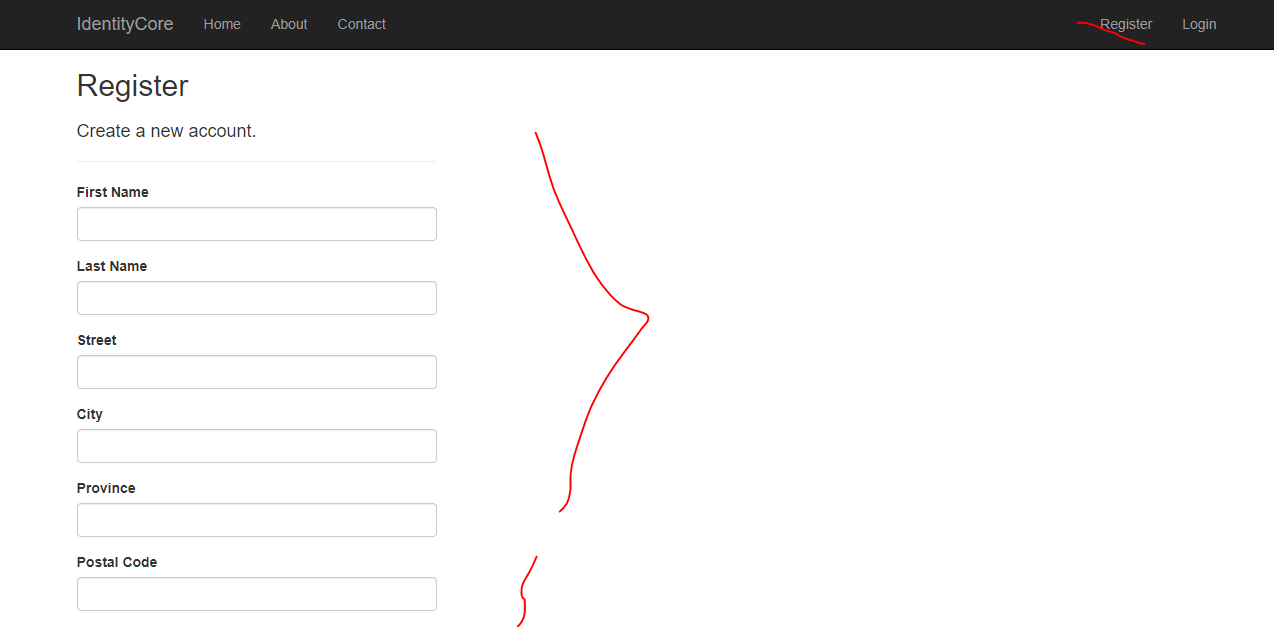 IdentityCore Home About Contact Register Login
Register
Create a new account.
First Name
Last Name
Street
City
Province
Postal Code